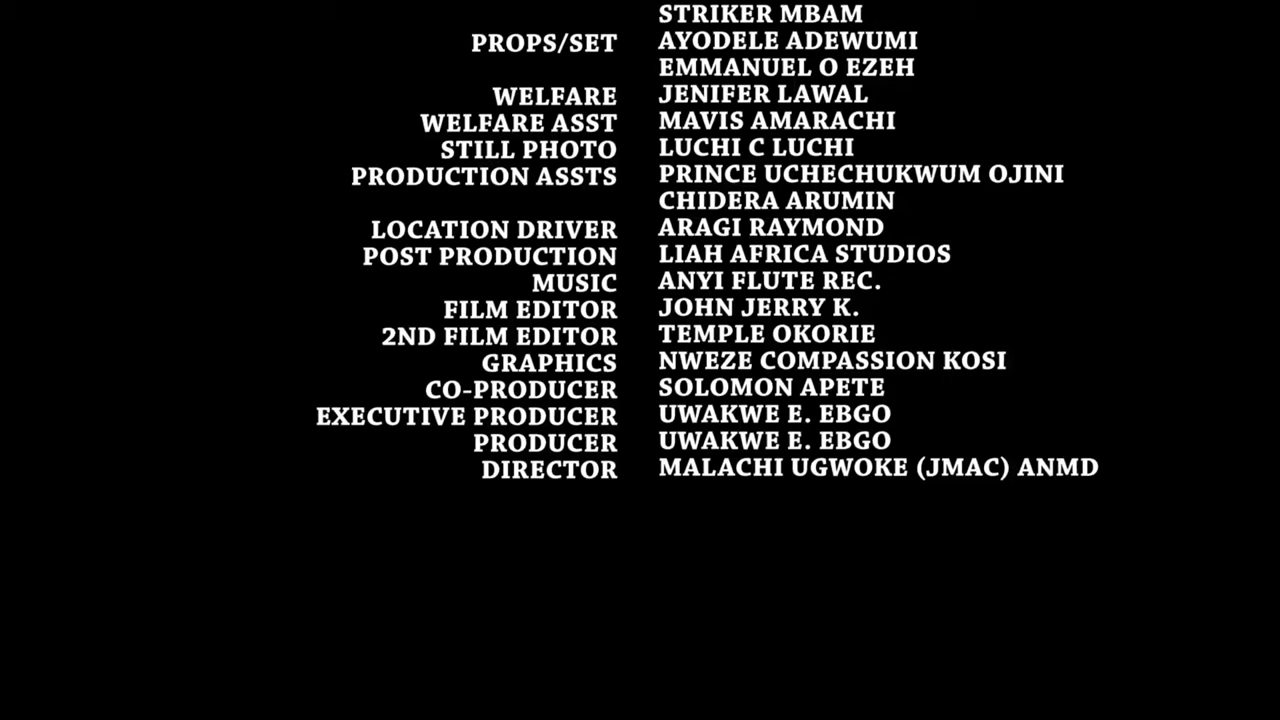 STRIKER MBAM
PROPS/SET AYODELE ADEWUMI
EMMANUEL O EZEH
WELFARE JENIFER LAWAL
WELFARE ASST MAVIS AMARACHI
STILL PHOTO LUCHI C LUCHI
PRODUCTION ASSTS PRINCE UCHECHUKWUM OJINI
CHIDERA ARUMIN
LOCATION DRIVER ARAGI RAYMOND
POST PRODUCTION LIAH AFRICA STUDIOS
MUSIC ANYI FLUTE REC.
FILM EDITOR JOHN JERRY K.
2ND FILM EDITOR TEMPLE OKORIE
GRAPHICS NWEZE COMPASSION KOSI
CO-PRODUCER SOLOMON APETE
EXECUTIVE PRODUCER UWAKWE E. EBGO
PRODUCER UWAKWE E. EBGO
DIRECTOR MALACHI UGWOKE (JMAC) ANMD